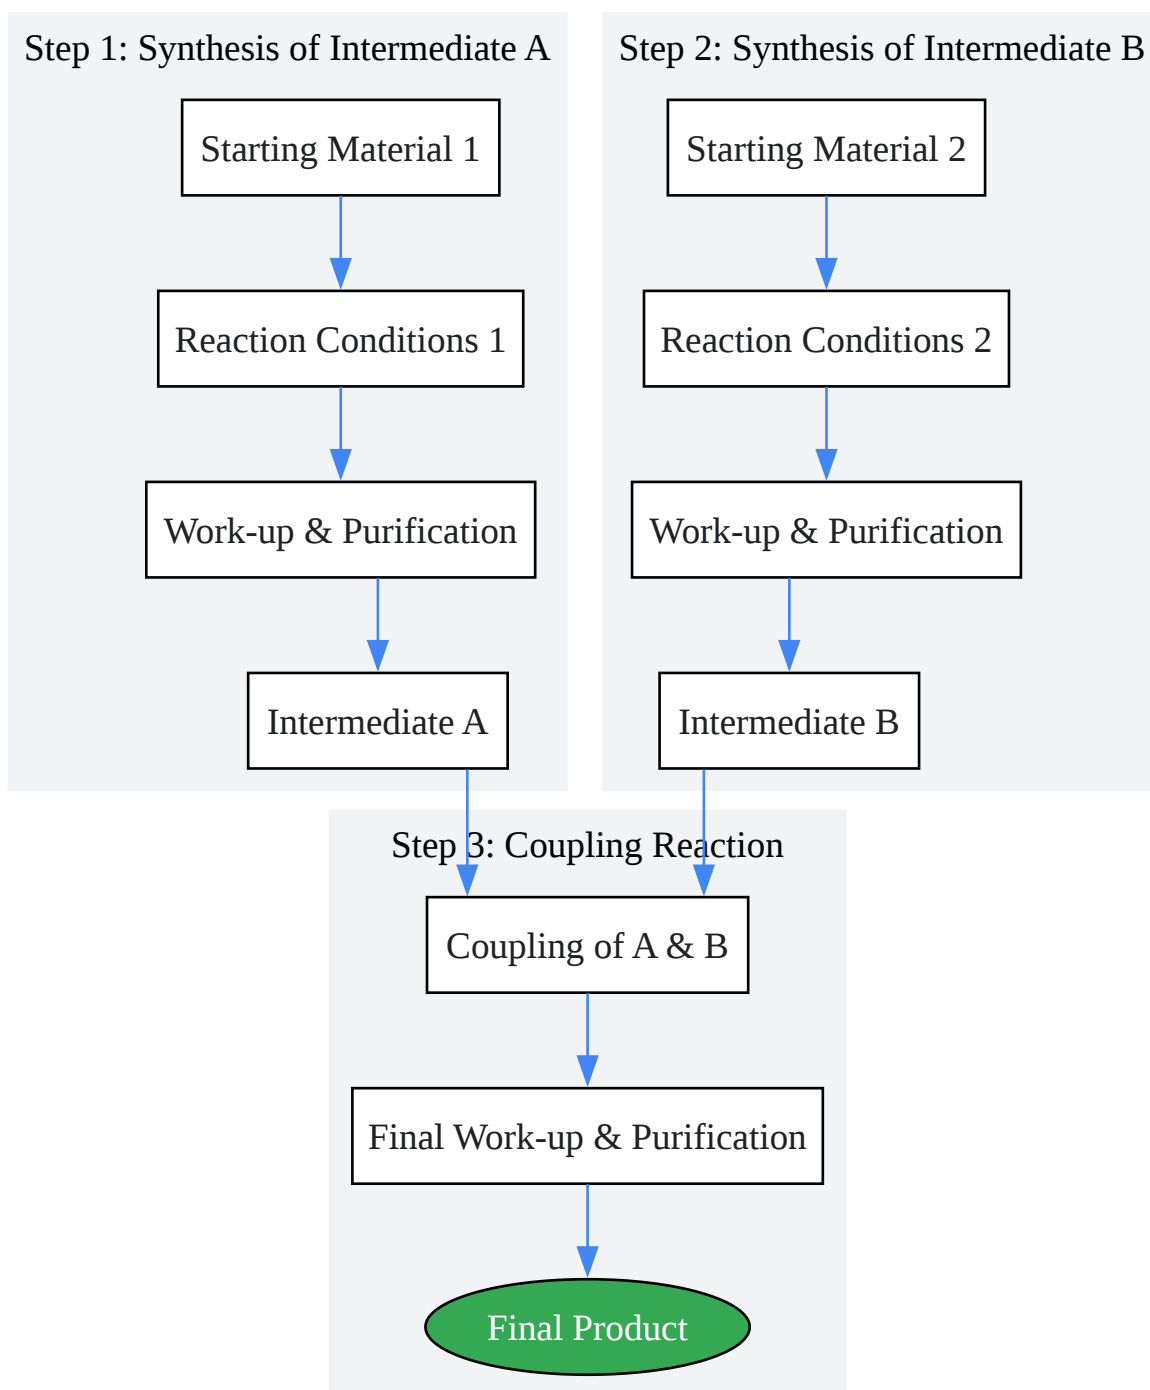 Step 1: Synthesis of Intermediate A
Starting Material 1
Reaction Conditions 1
Work-up & Purification
Intermediate A
Step 2: Synthesis of Intermediate B
Starting Material 2
Reaction Conditions 2
Work-up & Purification
Intermediate B
Step 3: Coupling Reaction
Coupling of A & B
Final Work-up & Purification
Final Product